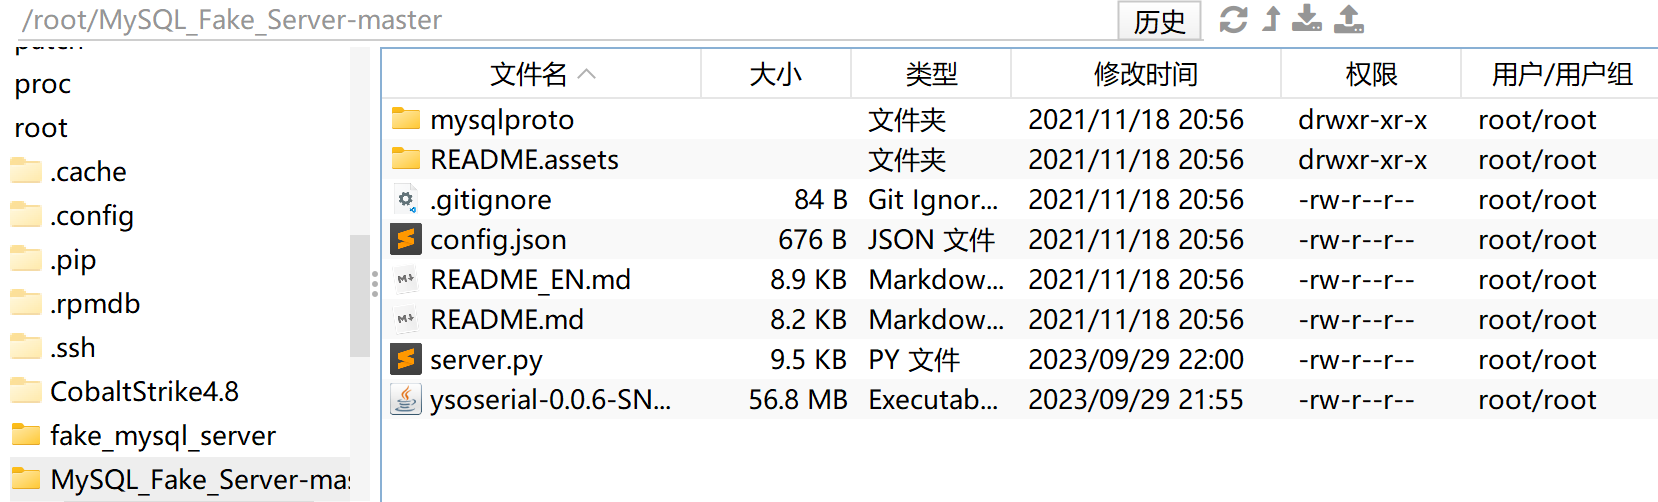 /root/MySQL_Fake_Server-master 历史
patch
proc
root
.cache
.config
.pip
.rpmdb
.ssh
CobaltStrike4.8
fake_mysql_server
MySQL_Fake_Server-mas
文件名 大小 类型 修改时间 权限 用户/用户组
mysqlproto 文件夹 2021/11/18 20:56 drwxr-xr-x root/root
README.assets 文件夹 2021/11/18 20:56 drwxr-xr-x root/root
.gitignore 84 B Git Ignor... 2021/11/18 20:56 -rw-r--r-- root/root
config.json 676 B JSON 文件 2021/11/18 20:56 -rw-r--r-- root/root
README_EN.md 8.9 KB Markdow... 2021/11/18 20:56 -rw-r--r-- root/root
README.md 8.2 KB Markdow... 2021/11/18 20:56 -rw-r--r-- root/root
server.py 9.5 KB PY 文件 2023/09/29 22:00 -rw-r--r-- root/root
ysoserial-0.0.6-SN... 56.8 MB Executab... 2023/09/29 21:55 -rw-r--r-- root/root